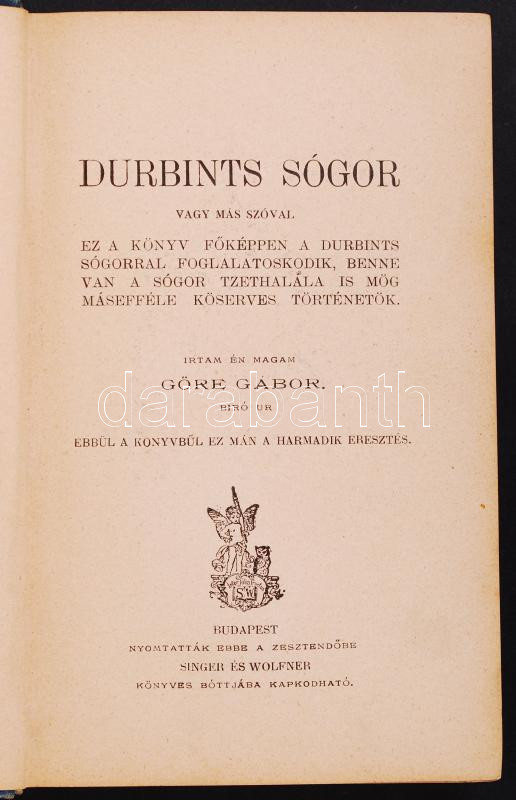 DURBINTS SÓGOR
VAGY MÁS SZÓVAL
EZ A KÖNYV FŐKÉPPEN A DURBINTS
SÓGORRAL FOGLALATOSKODIK, BENNE
VAN A SÓGOR TZETHALÁLA IS MÖG
MÁSEFFÉLE KÖSERVES TÖRTÉNETÖK.
IRTAM ÉN MAGAM
GÖRE GÁBOR.
BIRÓ UR
darabanth
EBBÜL A KONYVBŰL EZ MÁN A HARMADIK ERESZTÉS.
S W
BUDAPEST
NYOMTATTÁK EBBE A ZESZTENDŐBE
SINGER ÉS WOLFNER
KÖNYVES BÓTTJÁBA KAPKODHATÓ.